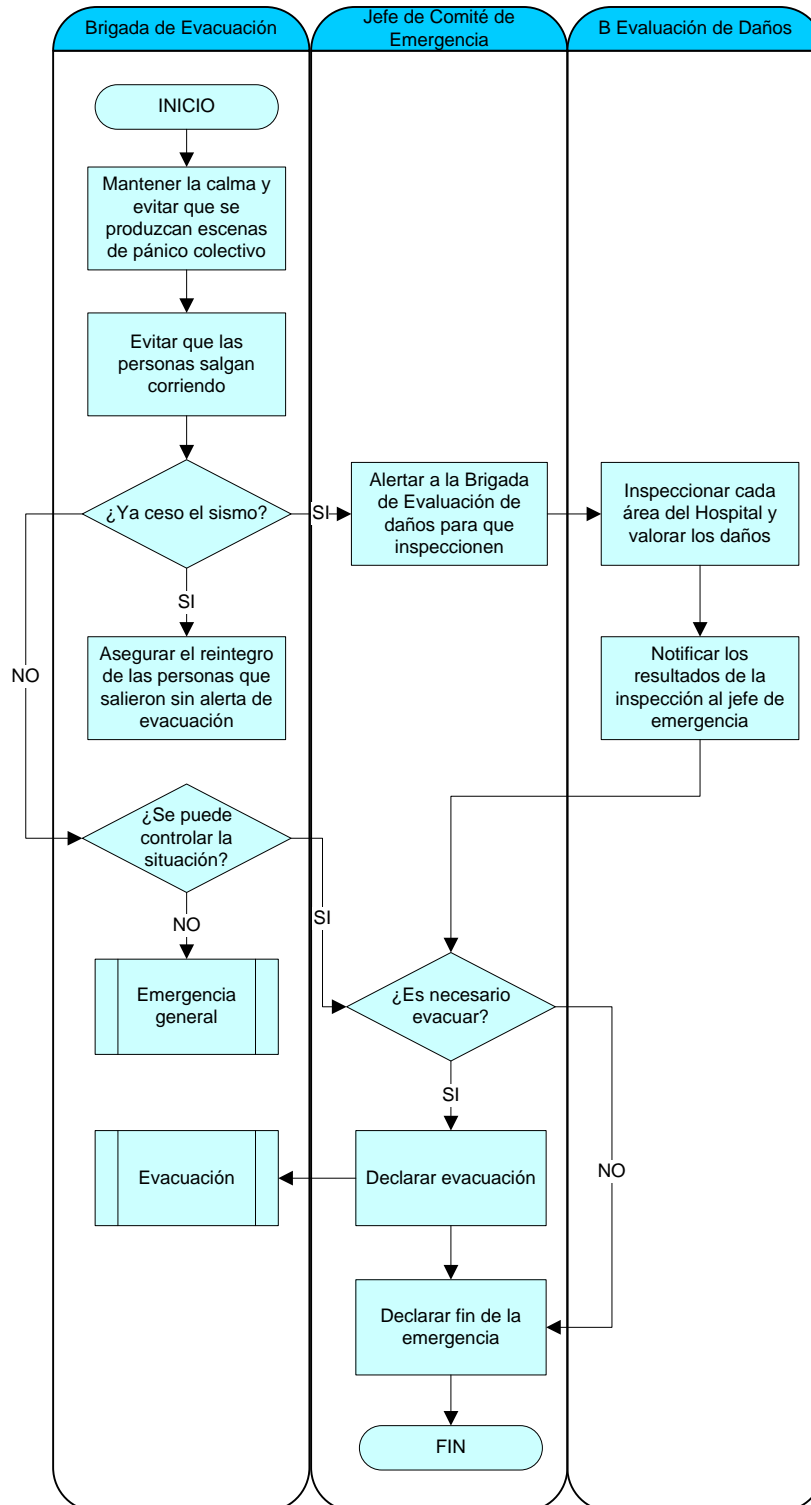 Brigada de Evacuación
Jefe de Comité de
Emergencia
B Evaluación de Daños
INICIO
Mantener la calma y
evitar que se
produzcan escenas
de pánico colectivo
Evitar que las
personas salgan
corriendo
¿Ya ceso el sismo?
SI
Alertar a la Brigada
de Evaluación de
daños para que
inspeccionen
Inspeccionar cada
área del Hospital y
valorar los daños
SI
NO
Asegurar el reintegro
de las personas que
salieron sin alerta de
evacuación
Notificar los
resultados de la
inspección al jefe de
emergencia
¿Se puede
controlar la
situación?
SI
NO
Emergencia
general
¿Es necesario
evacuar?
SI
NO
Evacuación
Declarar evacuación
Declarar fin de la
emergencia
FIN